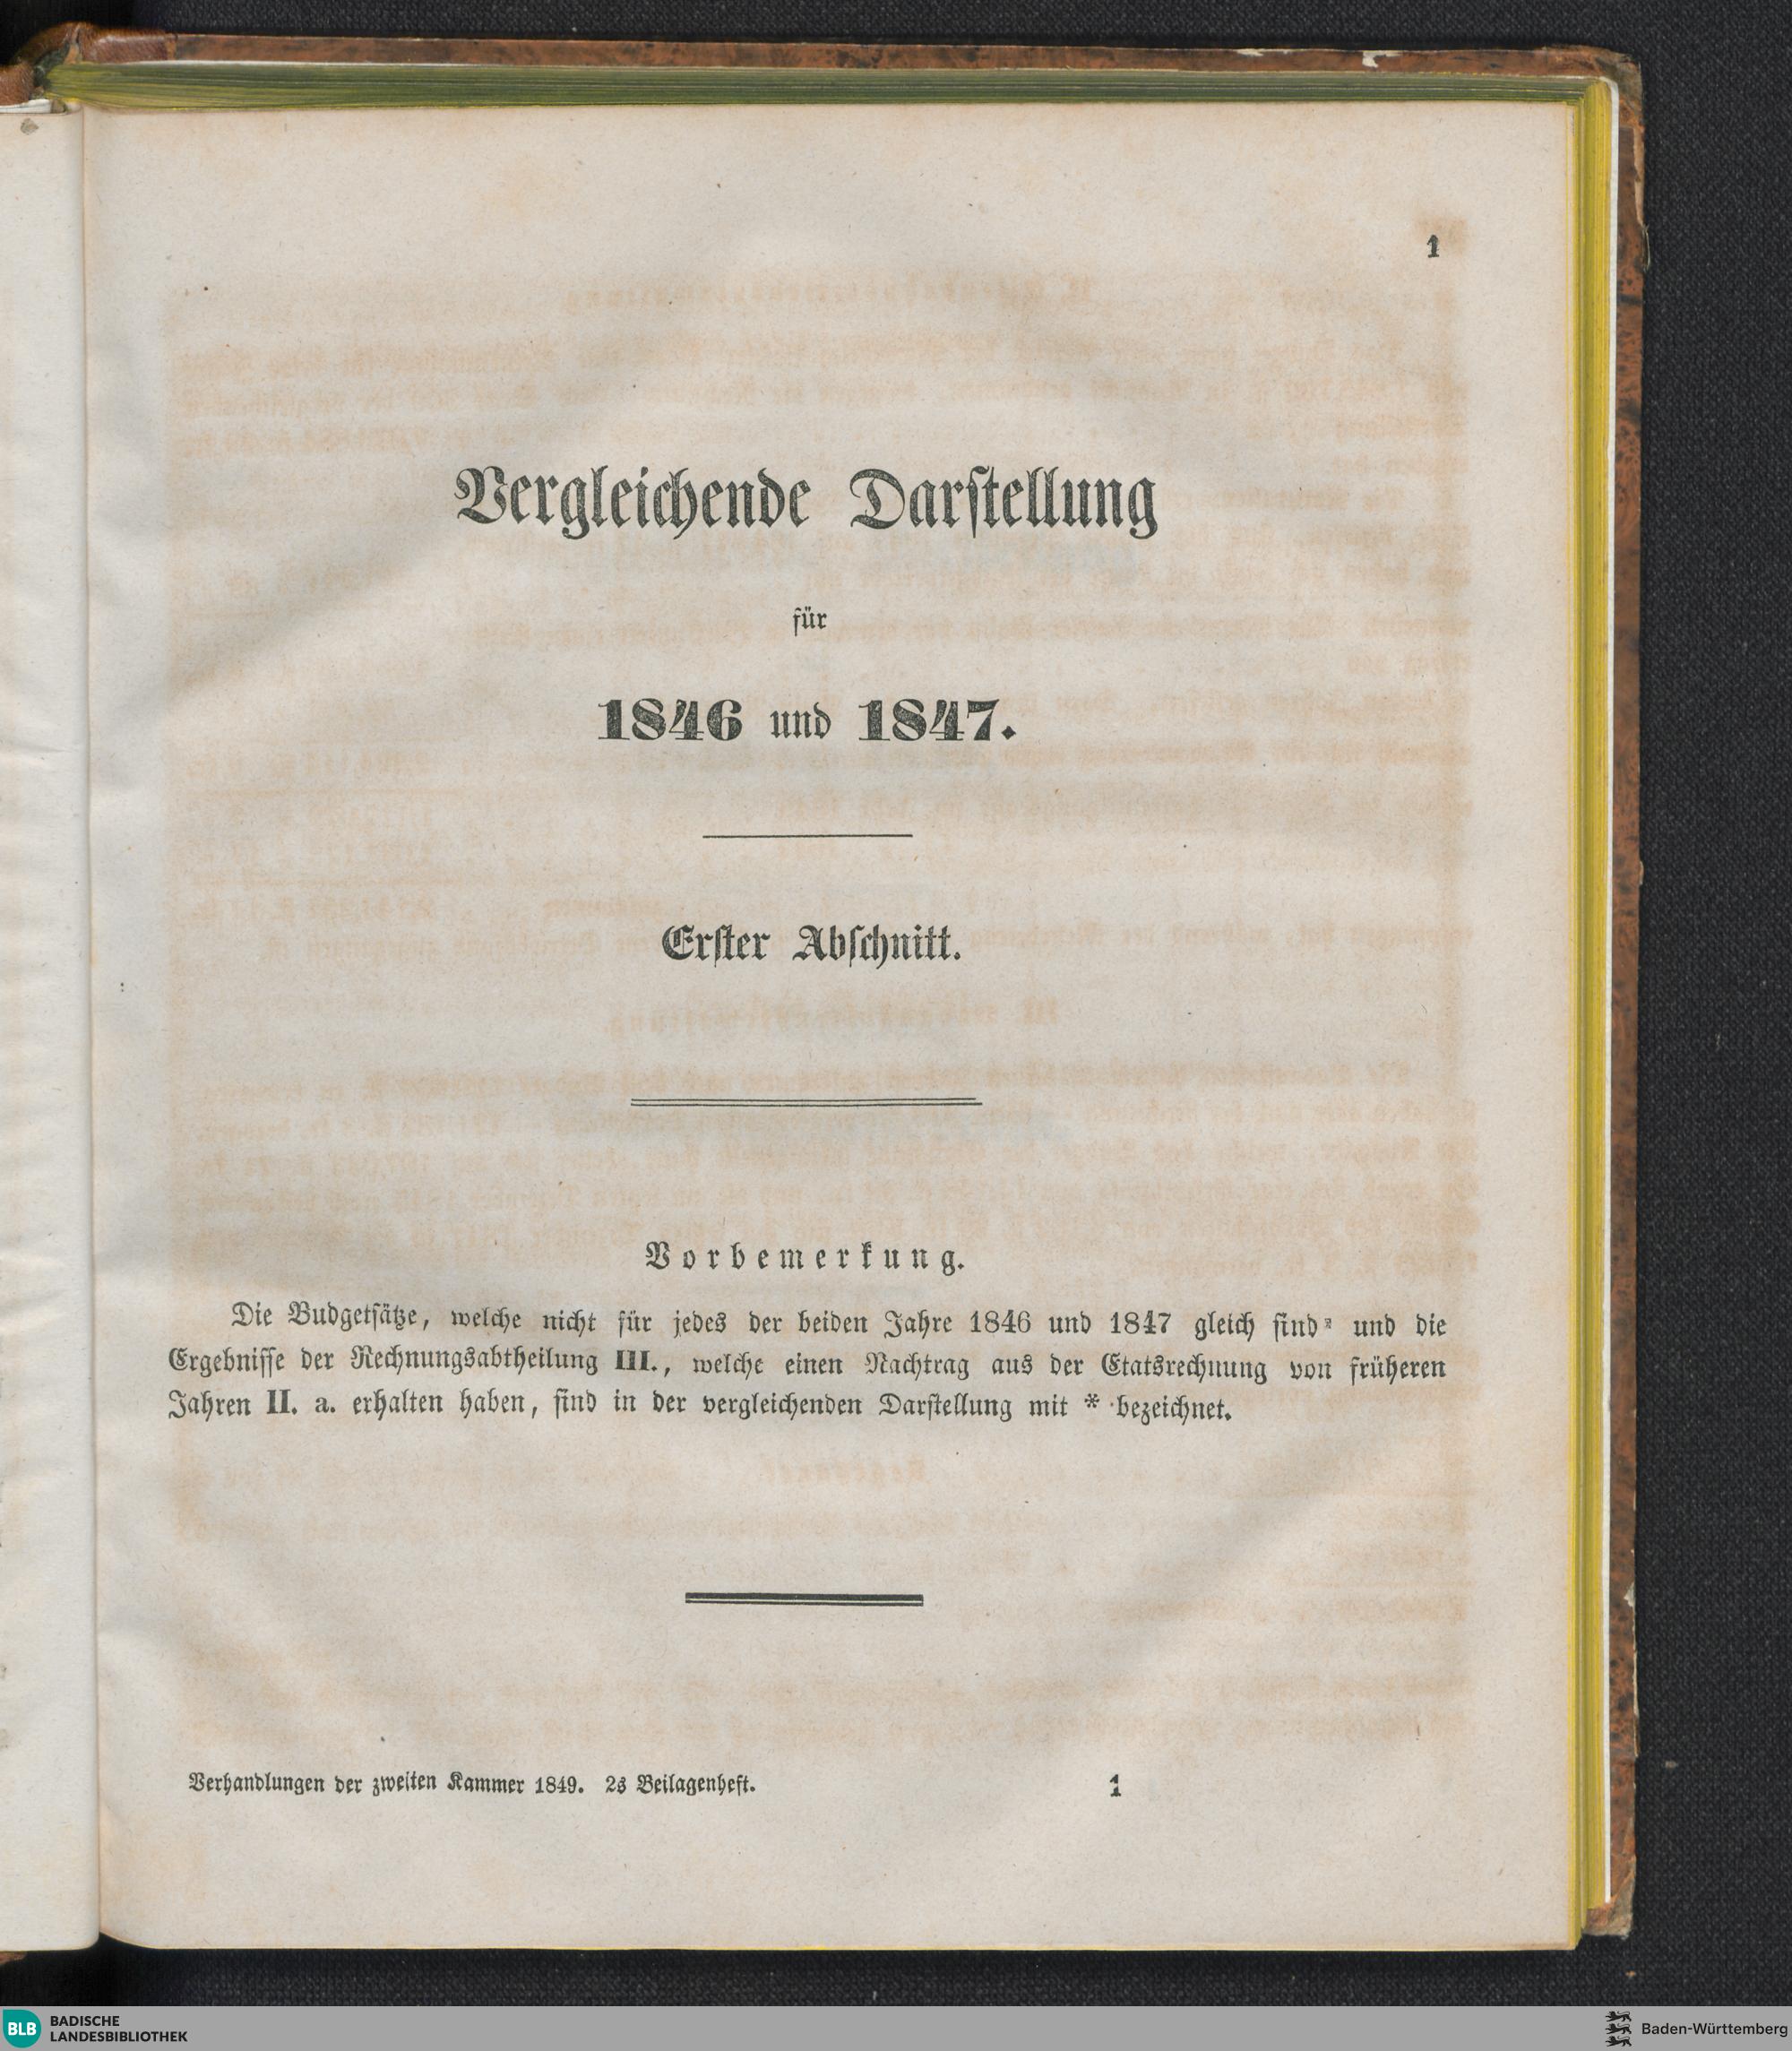 1
Vergleichende Darstellung
für
1846 und 1847.
Erster Abschnitt.
Vorbemerkung.
Die Budgetsätze, welche nicht für jedes der beiden Jahre 1846 und 1847 gleich sind und die
Ergebnisse der Rechnungsabtheilung III., welche einen Nachtrag aus der Etatsrechnung von früheren
Jahren II. a. erhalten haben, sind in der vergleichenden Darstellung mit * bezeichnet.
Verhandlungen der zweiten Kammer 1849. 2s Beilagenheft. 1
BLB BADISCHE
LANDESBIBLIOTHEK
Baden-Württemberg